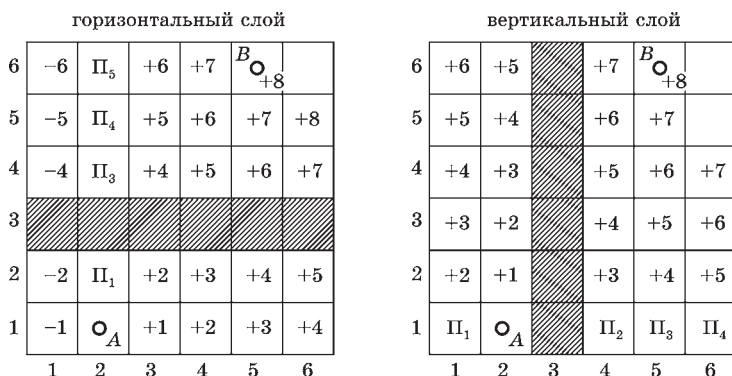 горизонтальный слой
6 −6 П₅ +6 +7 B +8
5 −5 П₄ +5 +6 +7 +8
4 −4 П₃ +4 +5 +6 +7
3
2 −2 П₁ +2 +3 +4 +5
1 −1 A +1 +2 +3 +4
1 2 3 4 5 6
вертикальный слой
6 +6 +5 +7 B +8
5 +5 +4 +6 +7
4 +4 +3 +5 +6 +7
3 +3 +2 +4 +5 +6
2 +2 +1 +3 +4 +5
1 П₁ A П₂ П₃ П₄
1 2 3 4 5 6